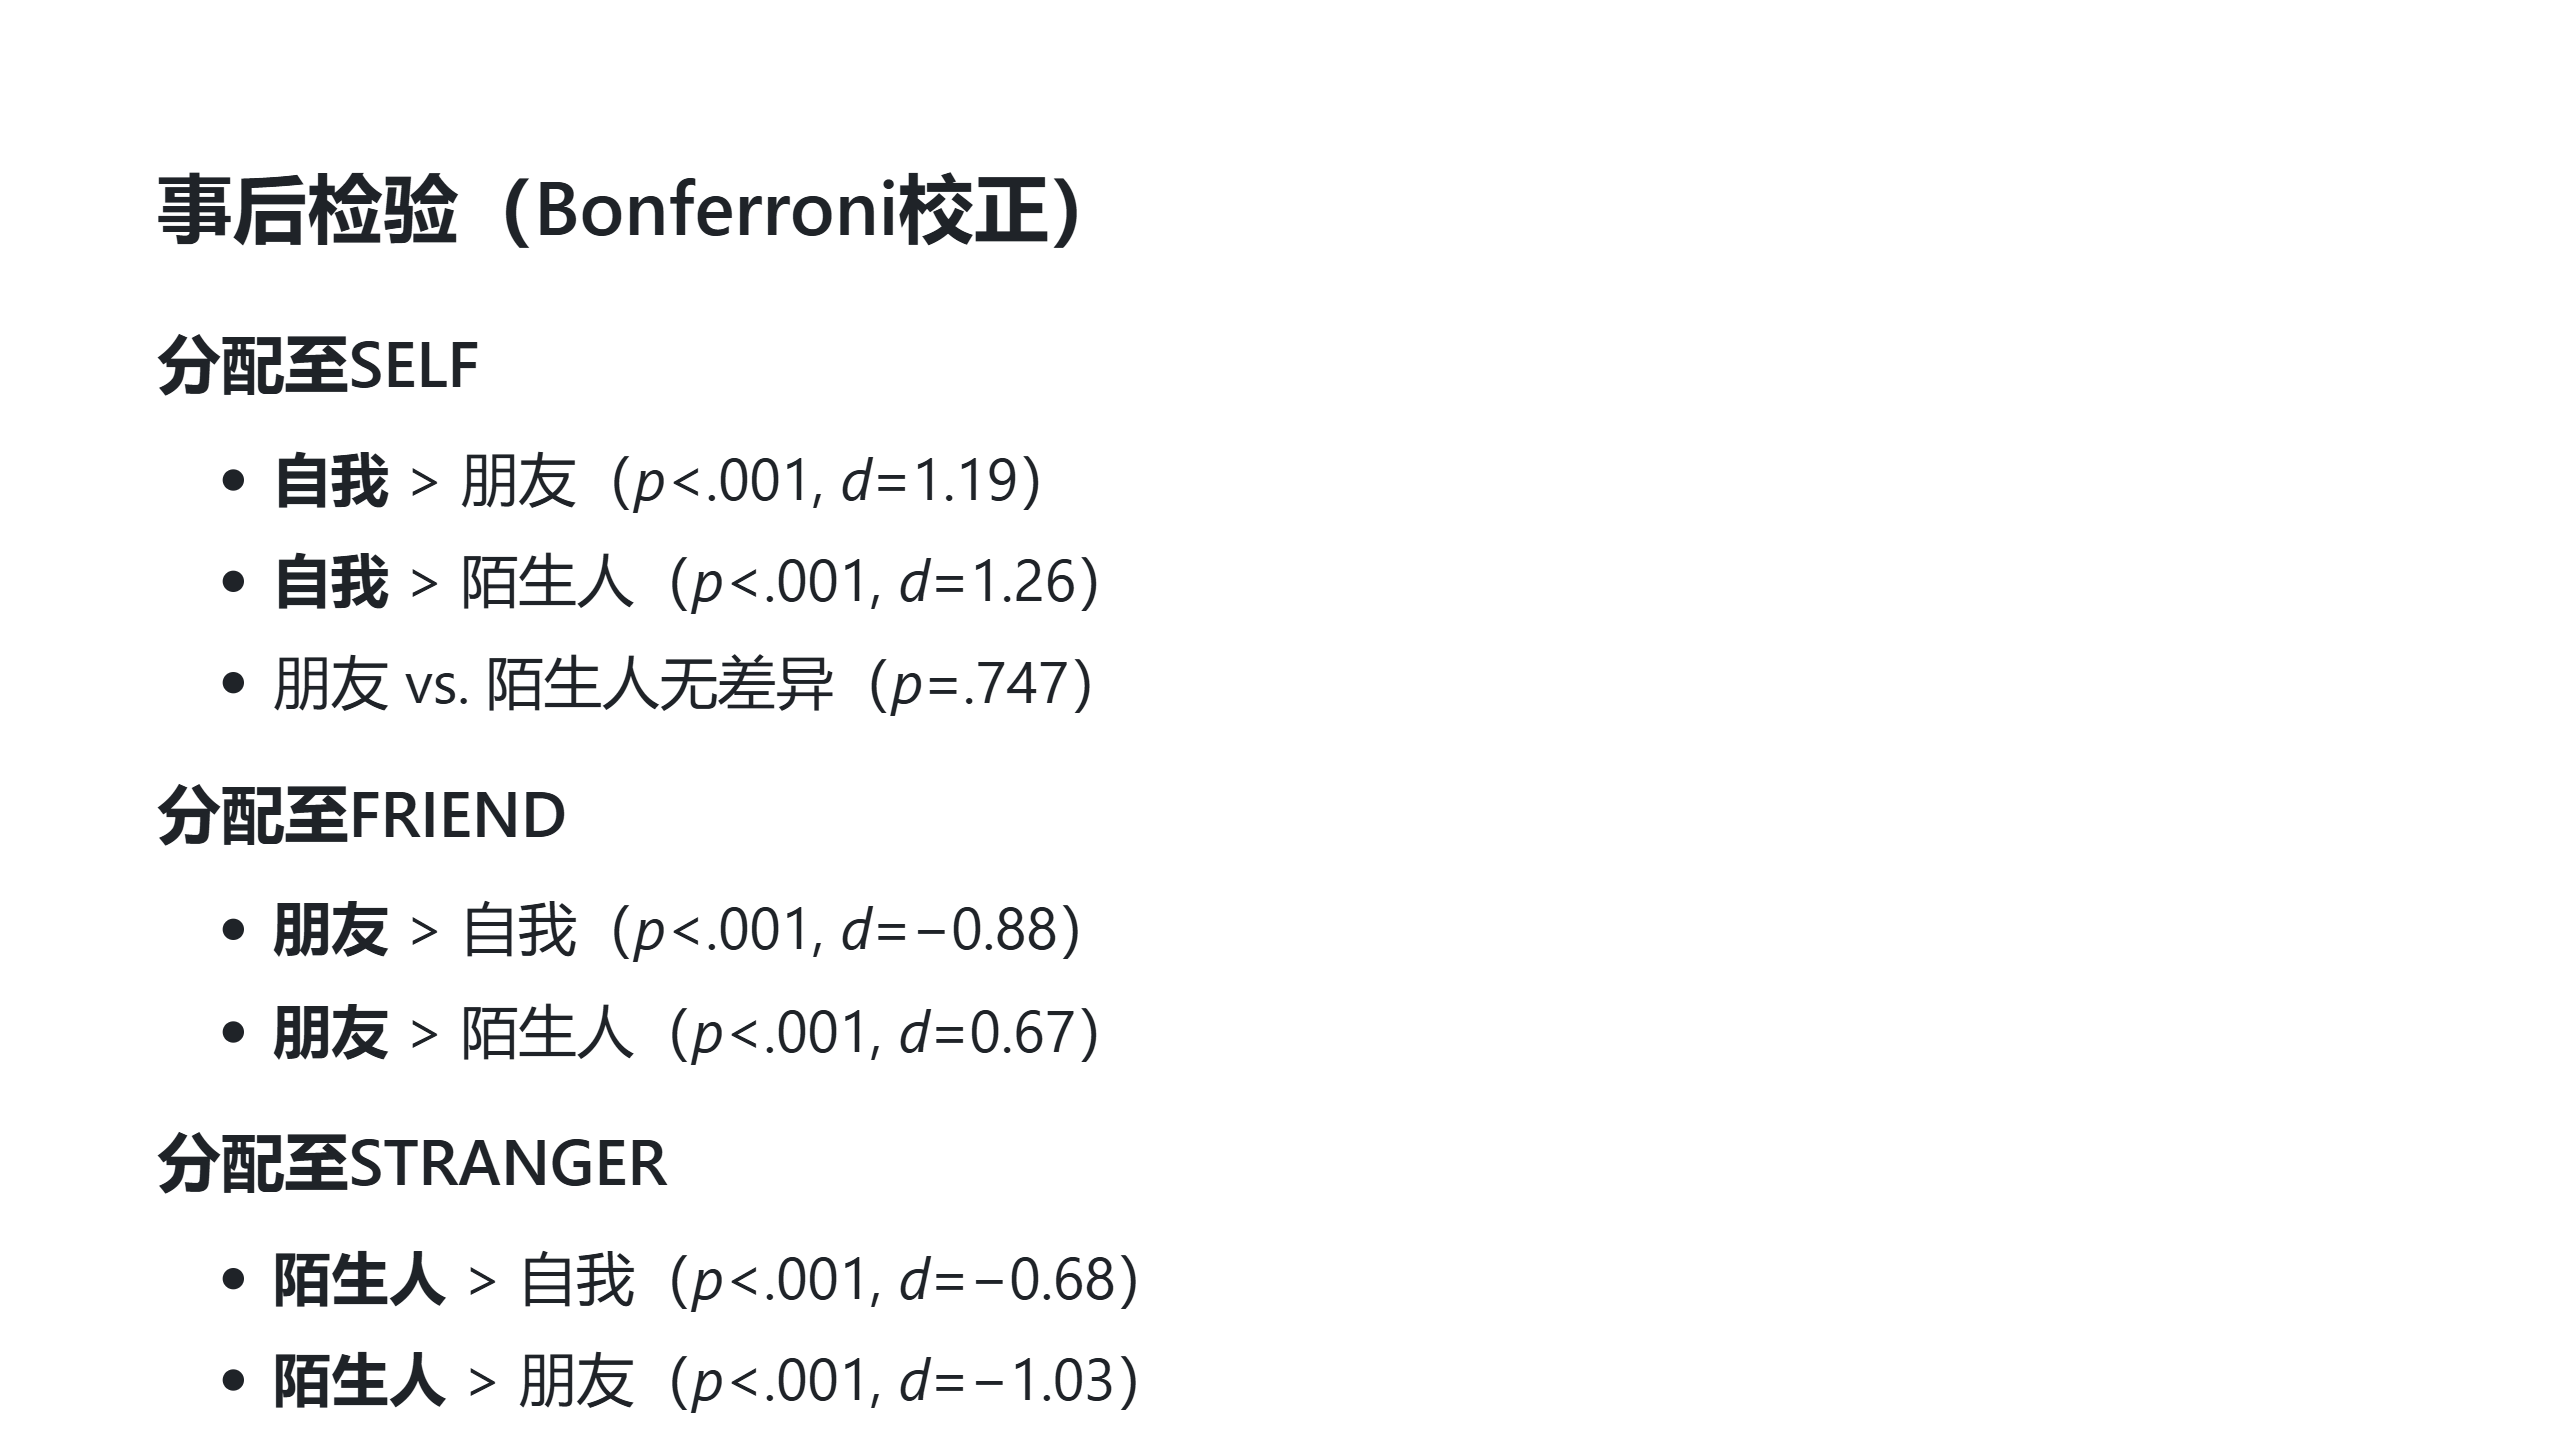 事后检验（Bonferroni校正）
分配至SELF
• 自我 > 朋友（p<.001, d=1.19）
• 自我 > 陌生人（p<.001, d=1.26）
• 朋友 vs. 陌生人无差异（p=.747）
分配至FRIEND
• 朋友 > 自我（p<.001, d=−0.88）
• 朋友 > 陌生人（p<.001, d=0.67）
分配至STRANGER
• 陌生人 > 自我（p<.001, d=−0.68）
• 陌生人 > 朋友（p<.001, d=−1.03）